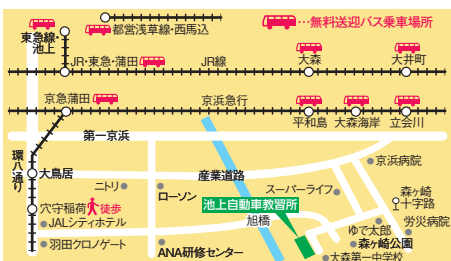 東急線・
池上
都営浅草線・西馬込
…無料送迎バス乗車場所
JR・東急・蒲田
JR線
大森
大井町
京急蒲田
京浜急行
平和島
大森海岸
立会川
第一京浜
環八通り
京浜病院
大鳥居
産業道路
ニトリ
ローソン
スーパーライフ
森ヶ崎
十字路
穴守稲荷
徒歩
池上自動車教習所
旭橋
JALシティホテル
ゆで太郎
労災病院
羽田クロノゲート
ANA研修センター
森ヶ崎公園
大森第一中学校